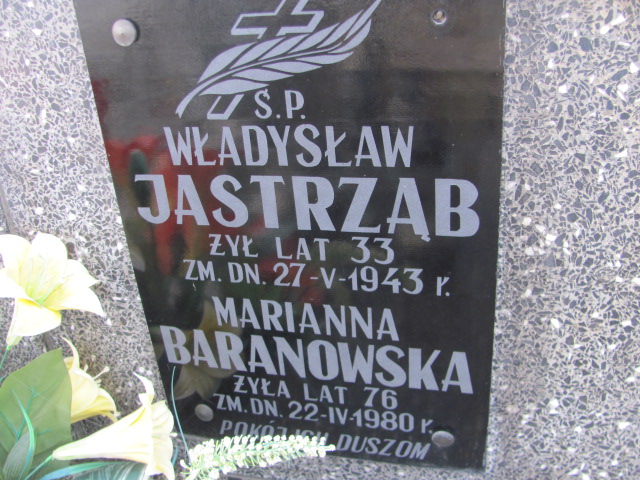 Ś.P.
WŁADYSŁAW
JASTRZĄB
ŻYŁ LAT 33
ZM. DN. 27-V-1943 r.
MARIANNA
BARANOWSKA
ŻYŁA LAT 76
ZM. DN. 22-IV-1980 r.
POKÓJ ICH DUSZOM